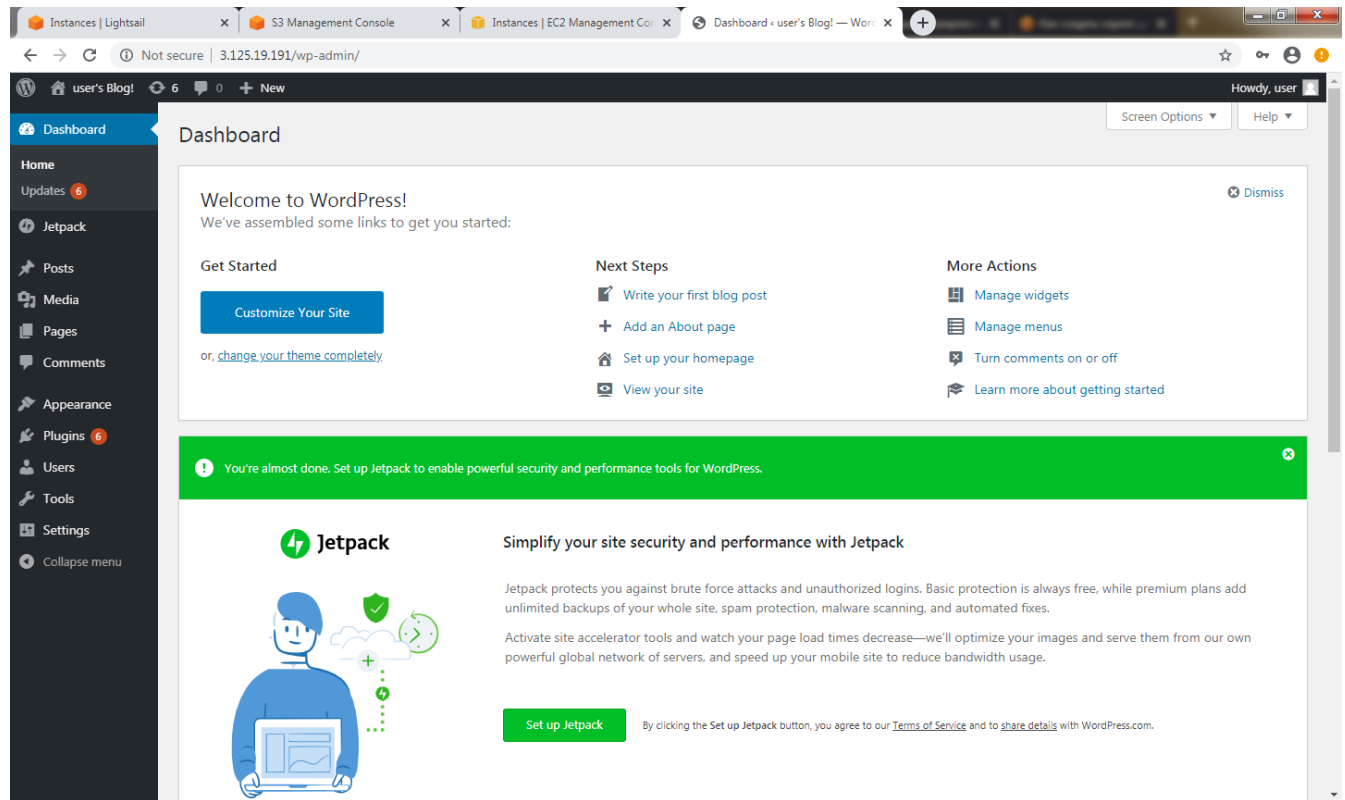 Instances | Lightsail
S3 Management Console
Instances | EC2 Management Con
Dashboard ‹ user's Blog! — Word
Not secure | 3.125.19.191/wp-admin/
user's Blog! 6 0 + New
Howdy, user
Dashboard
Home
Updates 6
Jetpack
Posts
Media
Pages
Comments
Appearance
Plugins 6
Users
Tools
Settings
Collapse menu
Screen Options
Help
Dashboard
Welcome to WordPress!
We've assembled some links to get you started:
Dismiss
Get Started
Customize Your Site
or, change your theme completely
Next Steps
Write your first blog post
Add an About page
Set up your homepage
View your site
More Actions
Manage widgets
Manage menus
Turn comments on or off
Learn more about getting started
You're almost done. Set up Jetpack to enable powerful security and performance tools for WordPress.
Jetpack
Simplify your site security and performance with Jetpack
Jetpack protects you against brute force attacks and unauthorized logins. Basic protection is always free, while premium plans add
unlimited backups of your whole site, spam protection, malware scanning, and automated fixes.
Activate site accelerator tools and watch your page load times decrease—we'll optimize your images and serve them from our own
powerful global network of servers, and speed up your mobile site to reduce bandwidth usage.
Set up Jetpack
By clicking the Set up Jetpack button, you agree to our Terms of Service and to share details with WordPress.com.